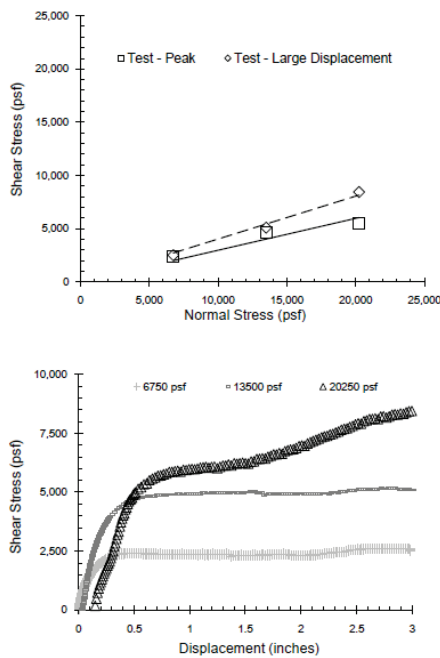 25,000
Test - Peak Test - Large Displacement
20,000
15,000
10,000
5,000
0
Shear Stress (psf)
0 5,000 10,000 15,000 20,000 25,000
Normal Stress (psf)
10,000
6750 psf 13500 psf 20250 psf
7,500
5,000
2,500
0
Shear Stress (psf)
0 0.5 1 1.5 2 2.5 3
Displacement (inches)